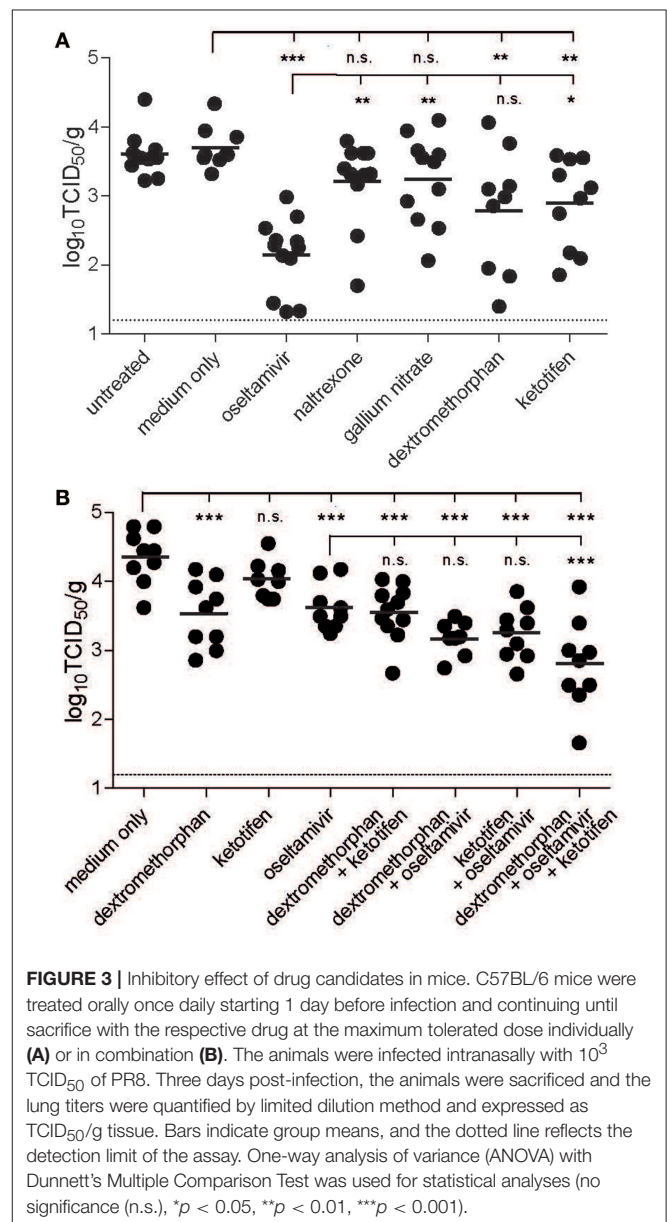 A
*** n.s. n.s. ** **
** ** n.s. *
5
4
3
2
1
log10TCID50/g
untreated
medium only
oseltamivir
naltrexone
gallium nitrate
dextromethorphan
ketotifen
B
*** n.s. *** *** *** *** ***
n.s. n.s. n.s. ***
5
4
3
2
1
log10TCID50/g
medium only
dextromethorphan
ketotifen
oseltamivir
dextromethorphan
+ ketotifen
dextromethorphan
+ oseltamivir
ketotifen
+ oseltamivir
dextromethorphan
+ oseltamivir
+ ketotifen
FIGURE 3 | Inhibitory effect of drug candidates in mice. C57BL/6 mice were
treated orally once daily starting 1 day before infection and continuing until
sacrifice with the respective drug at the maximum tolerated dose individually
(A) or in combination (B). The animals were infected intranasally with 10³
TCID50 of PR8. Three days post-infection, the animals were sacrificed and the
lung titers were quantified by limited dilution method and expressed as
TCID50/g tissue. Bars indicate group means, and the dotted line reflects the
detection limit of the assay. One-way analysis of variance (ANOVA) with
Dunnett's Multiple Comparison Test was used for statistical analyses (no
significance (n.s.), *p < 0.05, **p < 0.01, ***p < 0.001).